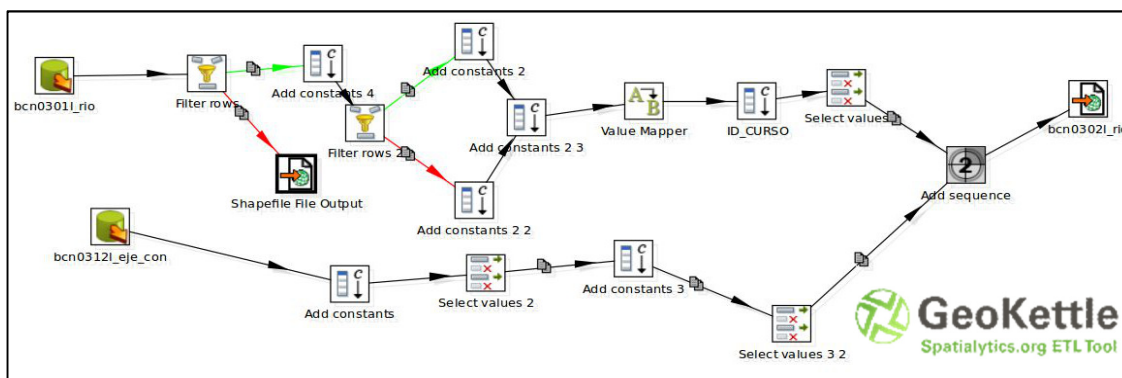 Add constants 2
bcn0301l_rio
Filter rows
Add constants 4
Filter rows 2
Add constants 2 3
Value Mapper
ID_CURSO
Select values
bcn0302l_rio
Shapefile File Output
Add constants 2 2
Add sequence
bcn0312l_eje_con
Add constants
Select values 2
Add constants 3
Select values 3 2
GeoKettle
Spatialytics.org ETL Tool